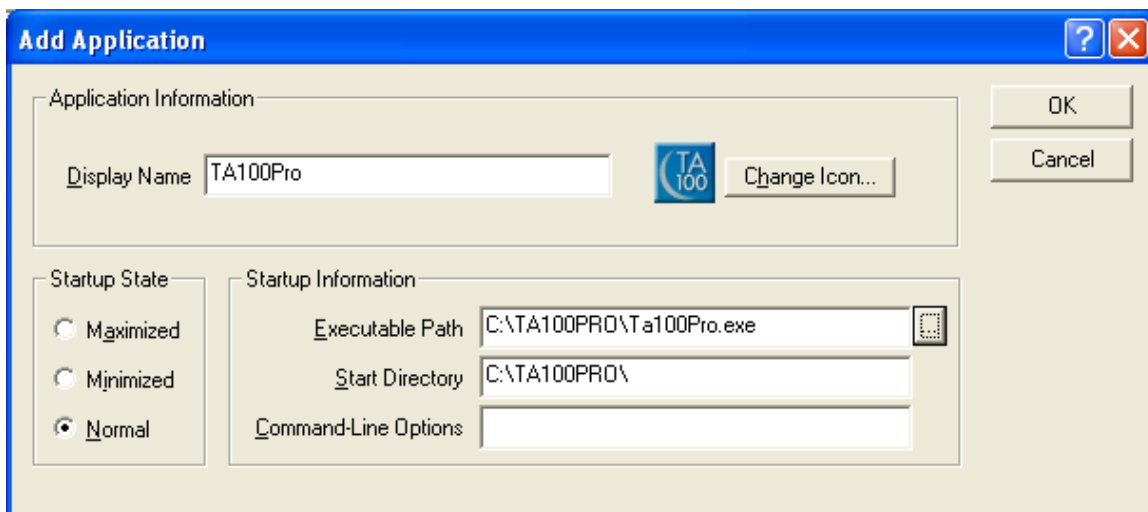 Add Application
Application Information
OK
Display Name TA100Pro TA 100 Change Icon...
Cancel
Startup State
Maximized
Minimized
Normal
Startup Information
Executable Path C:\TA100PRO\Ta100Pro.exe ...
Start Directory C:\TA100PRO\
Command-Line Options